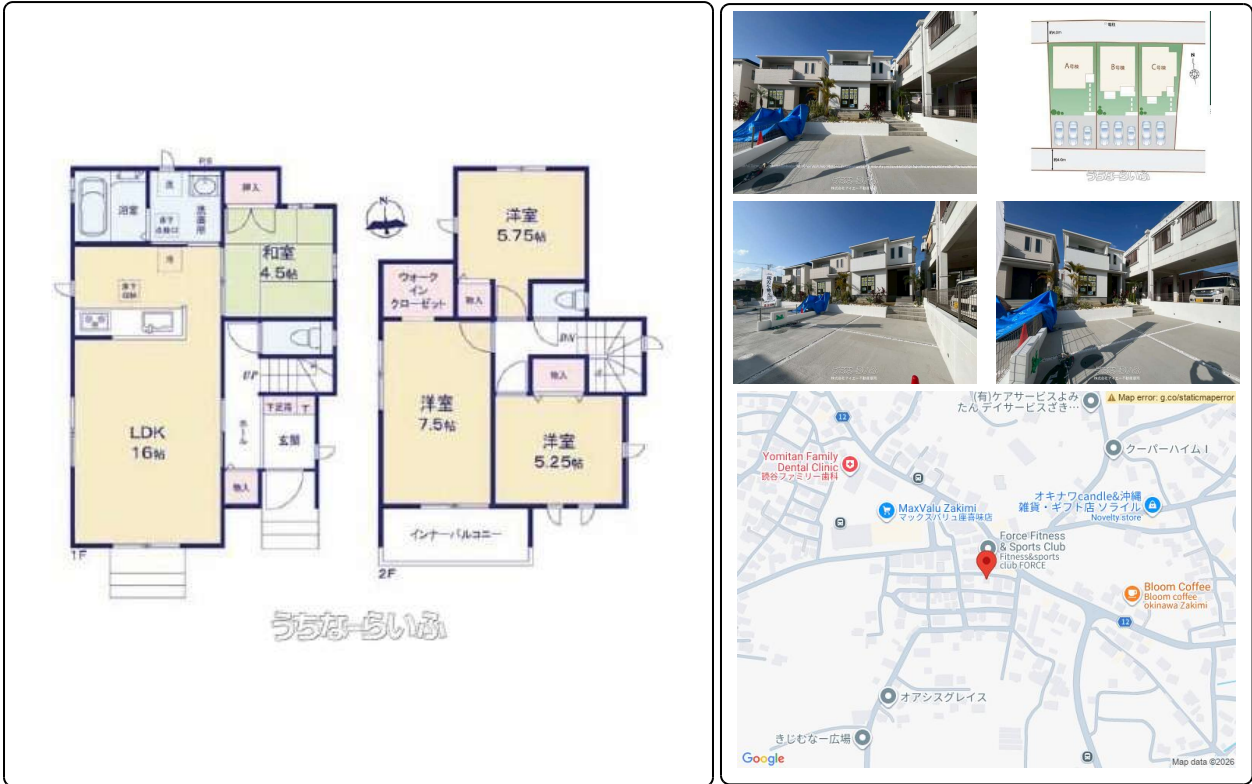 浴室
洗
洗面所
床下
点検口
押入
和室
4.5帖
冷
床下
収納
UP
下足箱
下
ホール
玄関
物入
LDK
16帖
1F
N
洋室
5.75帖
ウォーク
イン
クローゼット
物入
DN
物入
洋室
7.5帖
洋室
5.25帖
インナーバルコニー
2F
うちなーらいふ
A号棟
B号棟
C号棟
うちなーらいふ
Map error: g.co/staticmaperror
(有)ケアサービスよみ
たん デイサービスざき…
12
クーパーハイム I
Yomitan Family
Dental Clinic
読谷ファミリー歯科
MaxValu Zakimi
マックスバリュ座喜味店
オキナワcandle&沖縄
雑貨・ギフト店 ソライル
Novelty store
Force Fitness
& Sports Club
Fitness&sports
club FORCE
Bloom Coffee
Bloom coffee
okinawa Zakimi
12
オアシスグレイス
きじむなー広場
Google
Map data ©2026